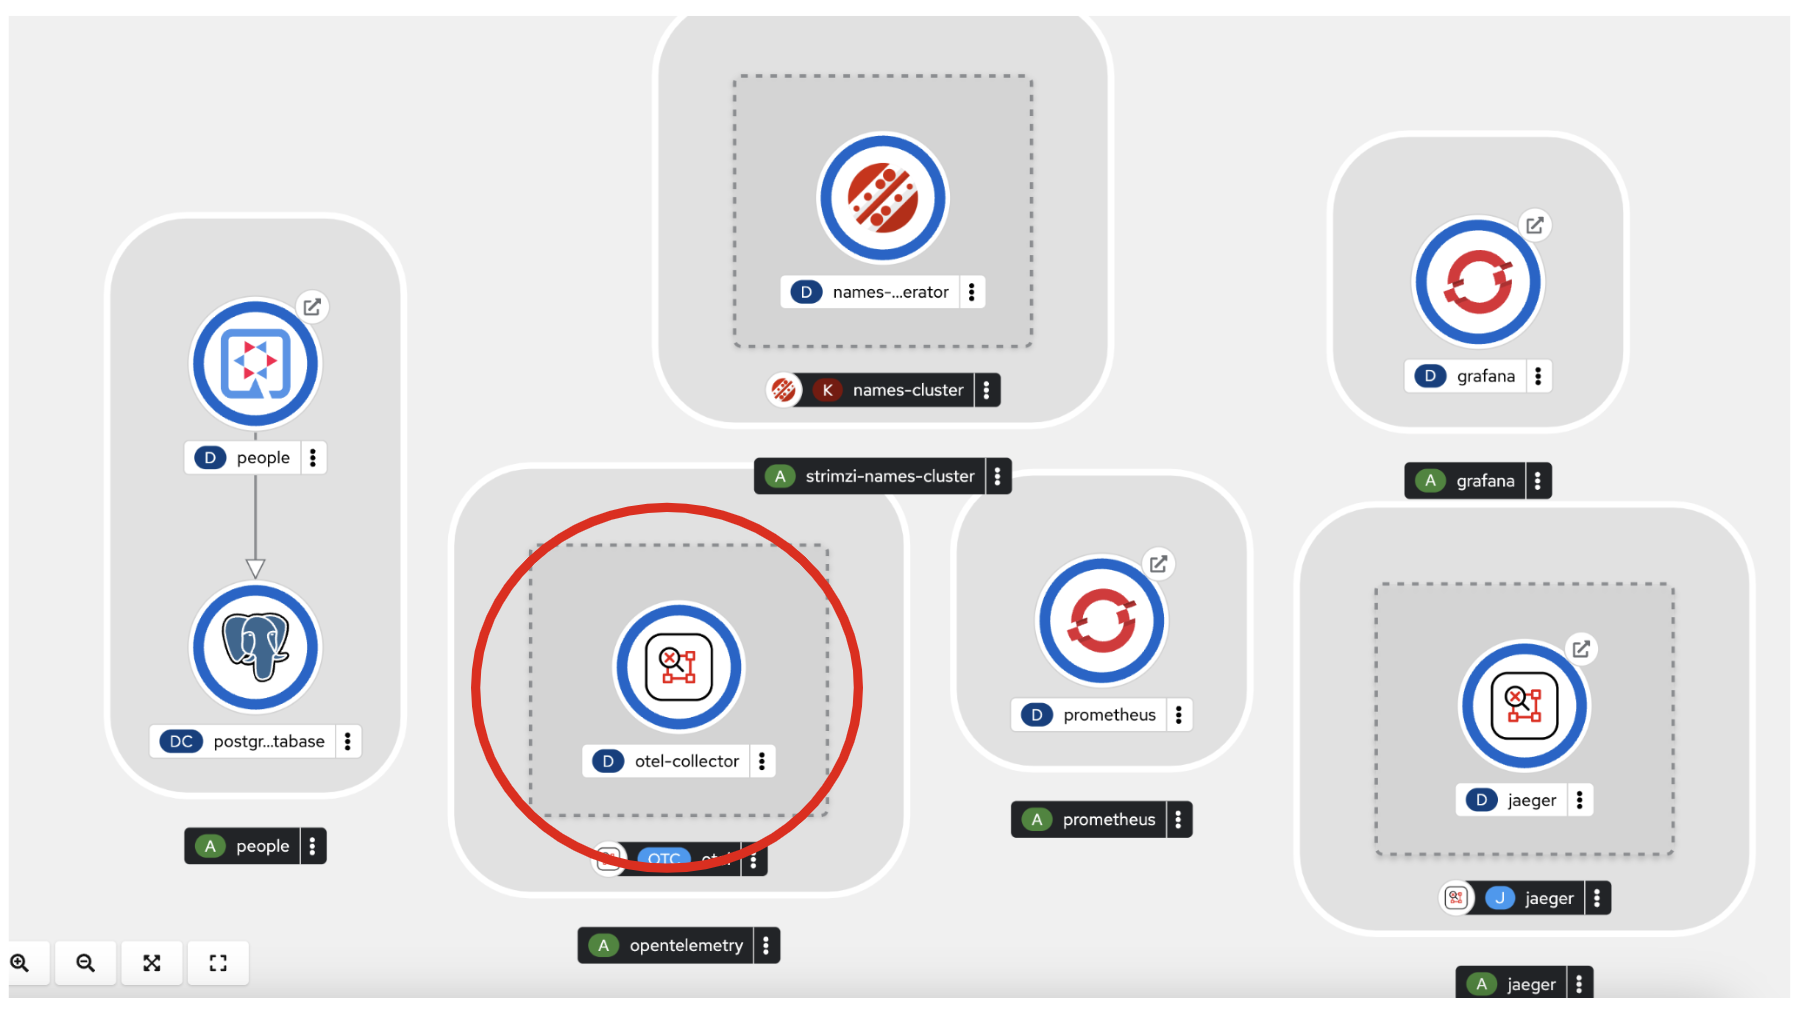 D names-...erator
K names-cluster
A strimzi-names-cluster
D grafana
A grafana
D people
DC postgr...tabase
A people
D otel-collector
OTC
A opentelemetry
D prometheus
A prometheus
D jaeger
J jaeger
A jaeger